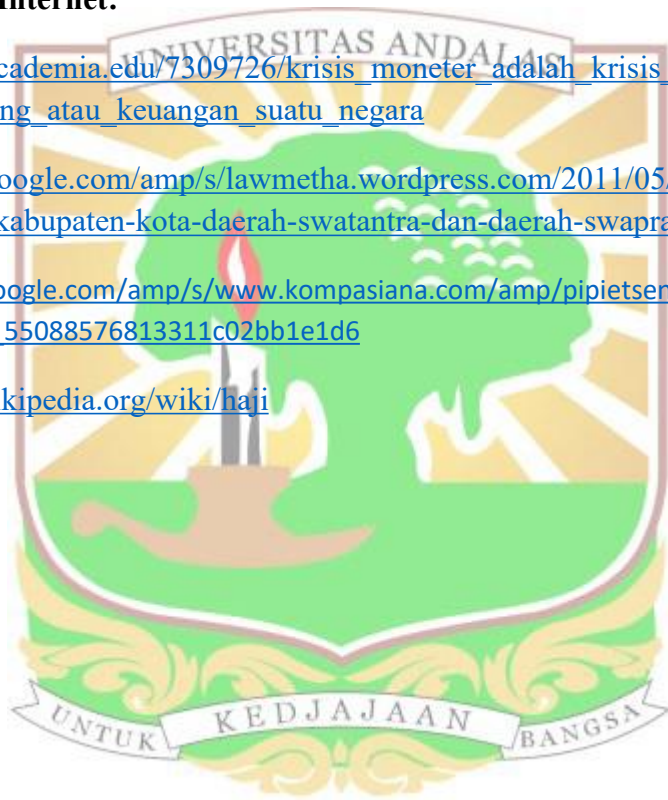 Internet:
UNIVERSITAS ANDALAS
cademia.edu/7309726/krisis_moneter_adalah_krisis_
ng_atau_keuangan_suatu_negara
oogle.com/amp/s/lawmetha.wordpress.com/2011/05/
kabupaten-kota-daerah-swatantra-dan-daerah-swapra
oogle.com/amp/s/www.kompasiana.com/amp/pipietsen
_55088576813311c02bb1e1d6
kipedia.org/wiki/haji
UNTUK KEDJAJAAN BANGSA